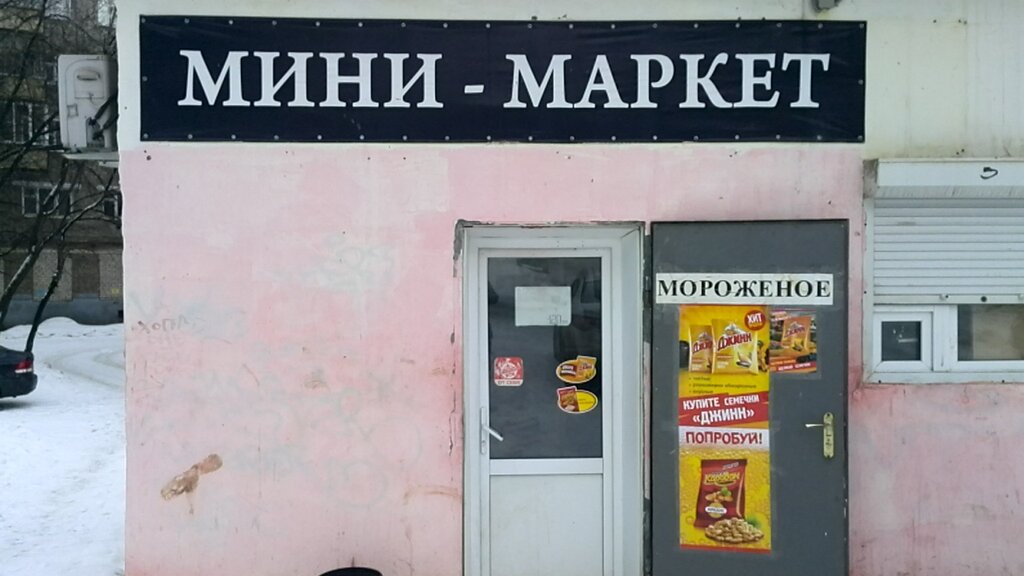 МИНИ - МАРКЕТ
МОРОЖЕНОЕ
ХИТ
ДЖИНН
КУПИТЕ СЕМЕЧКИ
«ДЖИНН»
ПОПРОБУЙ!